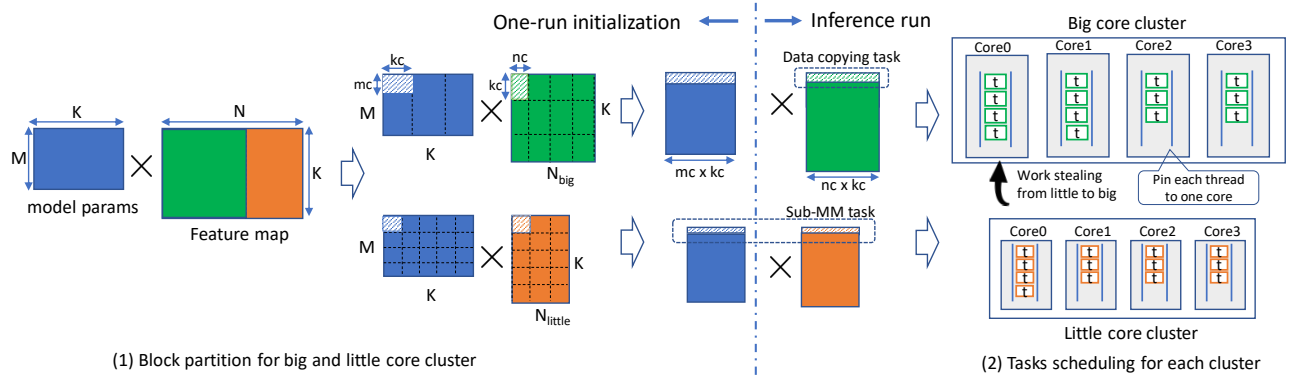 One-run initialization
Inference run
Big core cluster
kc
mc
M
K
nc
kc
K
N_big
Data copying task
mc x kc
nc x kc
Core0
Core1
Core2
Core3
t
t
t
t
t
t
t
t
t
t
t
t
t
t
Work stealing
from little to big
Pin each thread
to one core
K
M
model params
N
K
Feature map
M
K
K
N_little
Sub-MM task
Core0
Core1
Core2
Core3
t
t
t
t
t
t
t
t
t
t
t
t
t
Little core cluster
(1) Block partition for big and little core cluster
(2) Tasks scheduling for each cluster